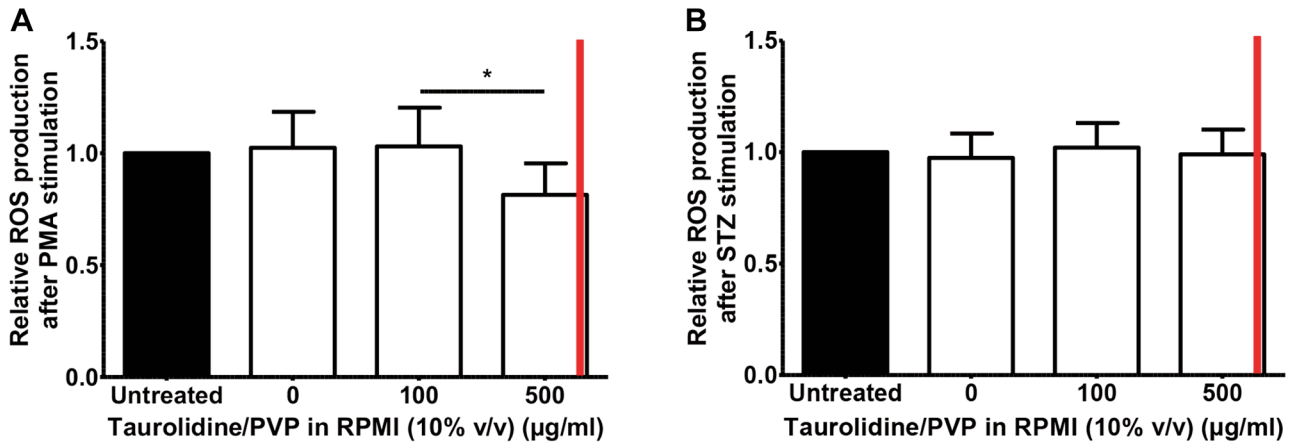 A
Relative ROS production
after PMA stimulation
1.5
1.0
0.5
0.0
*
Untreated 0 100 500
Taurolidine/PVP in RPMI (10% v/v) (µg/ml)
B
Relative ROS production
after STZ stimulation
1.5
1.0
0.5
0.0
Untreated 0 100 500
Taurolidine/PVP in RPMI (10% v/v) (µg/ml)